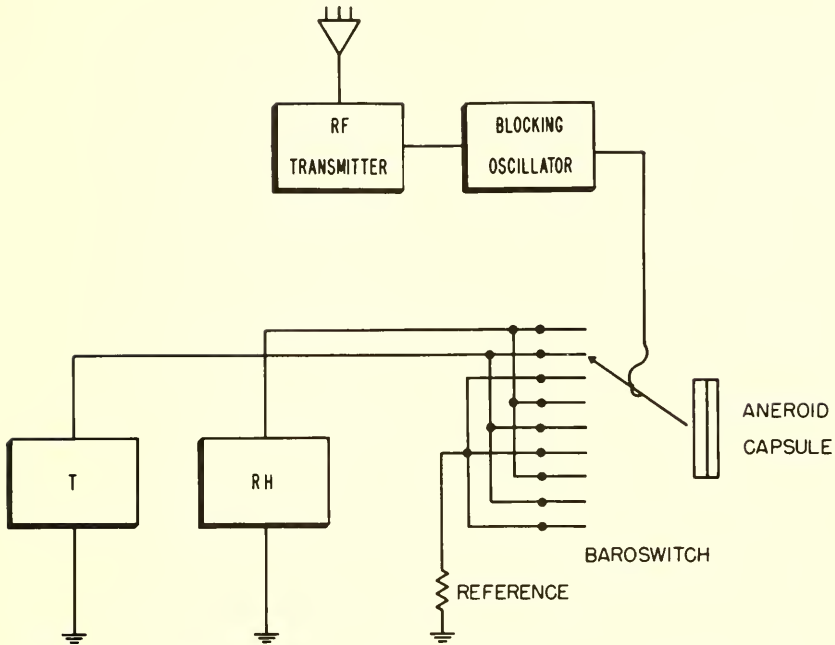 RF
TRANSMITTER
BLOCKING
OSCILLATOR
ANEROID
CAPSULE
T
RH
BAROSWITCH
REFERENCE